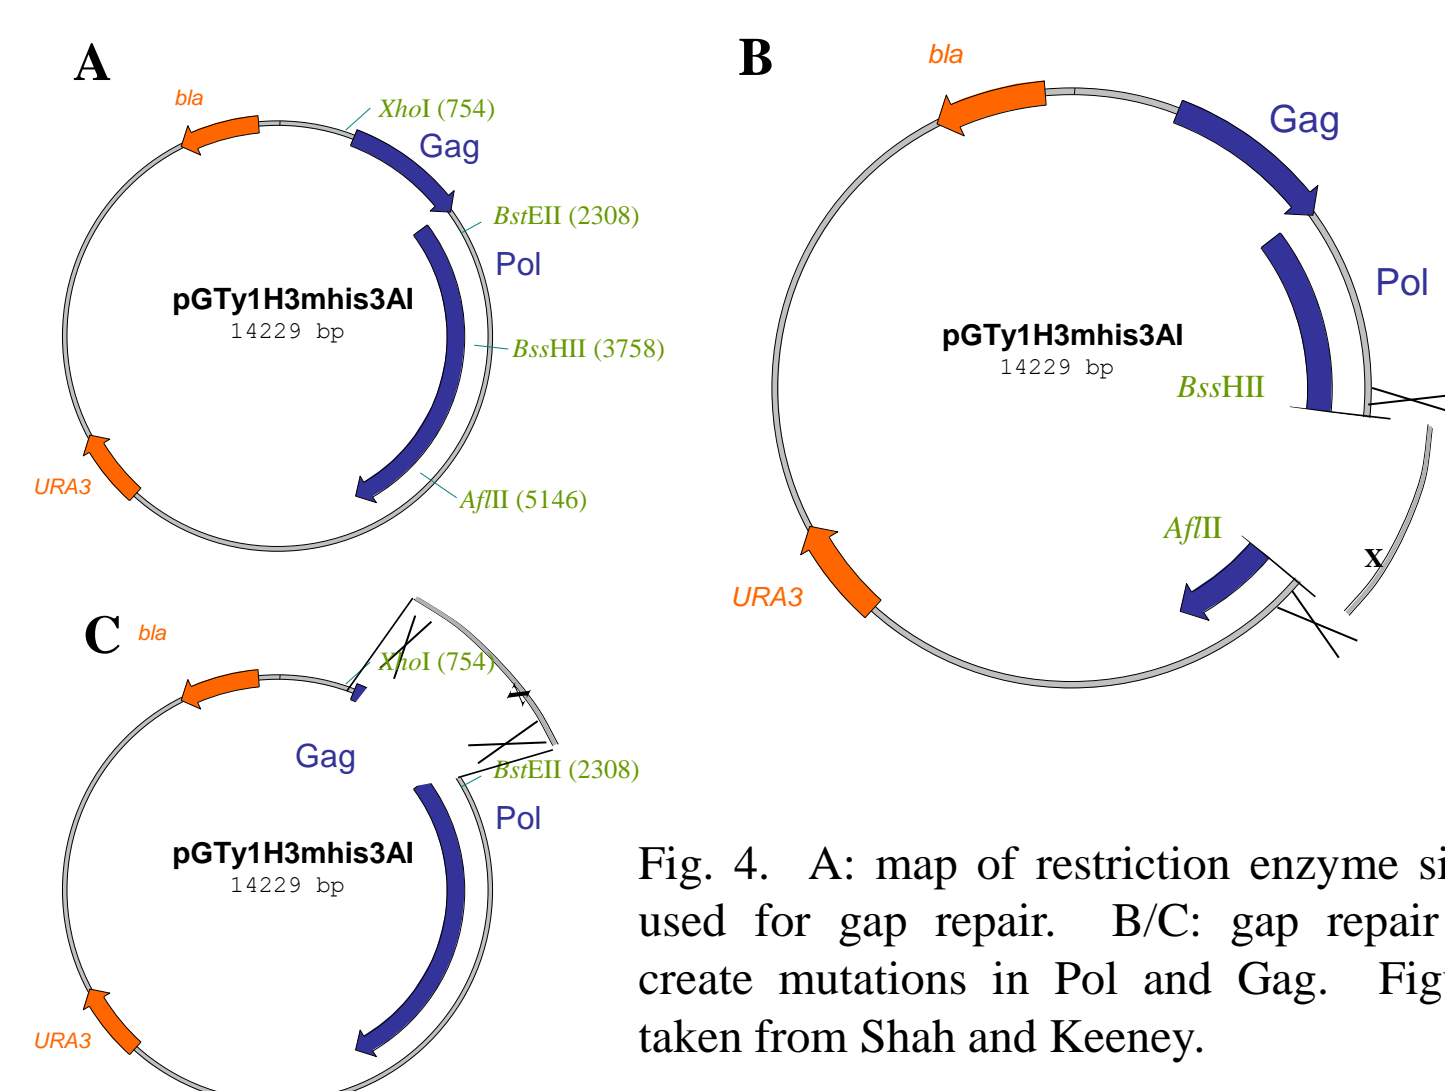 A
bla
XhoI (754)
Gag
BstEII (2308)
Pol
pGTy1H3mhis3AI
14229 bp
BssHII (3758)
URA3
AflII (5146)
B
bla
Gag
Pol
pGTy1H3mhis3AI
14229 bp
BssHII
AflII
X
URA3
C
bla
XhoI (754)
Gag
BstEII (2308)
Pol
pGTy1H3mhis3AI
14229 bp
URA3
Fig. 4. A: map of restriction enzyme
used for gap repair. B/C: gap repair
create mutations in Pol and Gag.
taken from Shah and Keeney.